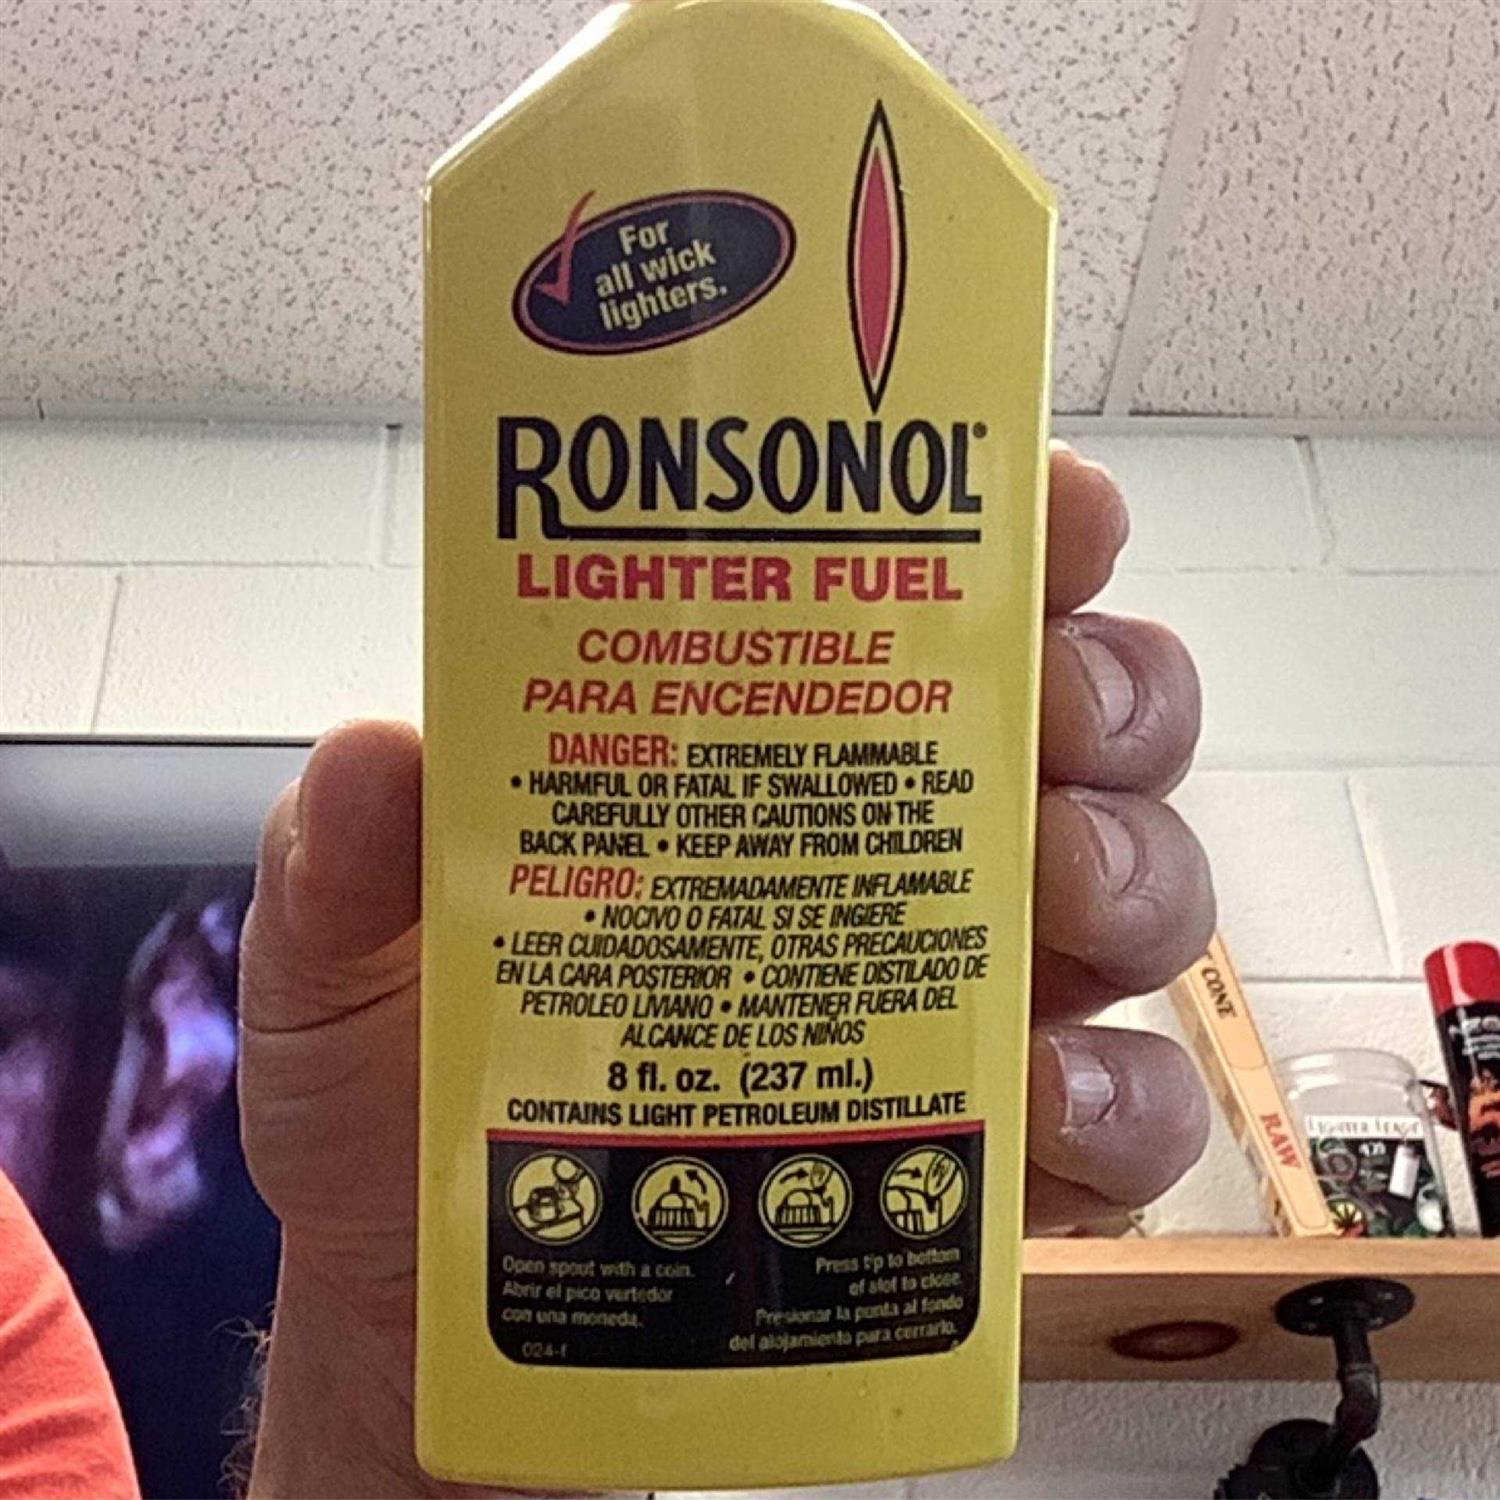 For
all wick
lighters.
RONSONOL®
LIGHTER FUEL
COMBUSTIBLE
PARA ENCENDEDOR
DANGER: EXTREMELY FLAMMABLE
• HARMFUL OR FATAL IF SWALLOWED • READ
CAREFULLY OTHER CAUTIONS ON THE
BACK PANEL • KEEP AWAY FROM CHILDREN
PELIGRO: EXTREMADAMENTE INFLAMABLE
• NOCIVO O FATAL SI SE INGIERE
• LEER CUIDADOSAMENTE, OTRAS PRECAUCIONES
EN LA CARA POSTERIOR • CONTIENE DISTILADO DE
PETROLEO LIVIANO • MANTENER FUERA DEL
ALCANCE DE LOS NIÑOS
8 fl. oz. (237 ml.)
CONTAINS LIGHT PETROLEUM DISTILLATE
Open spout with a coin.
Abrir el pico vertedor
con una moneda.
024-f
Press tip to bottom
of slot to close.
Presionar la punta al fondo
del alojamiento para cerrarlo.
CONE
RAW
LIGHTER LEASH
420